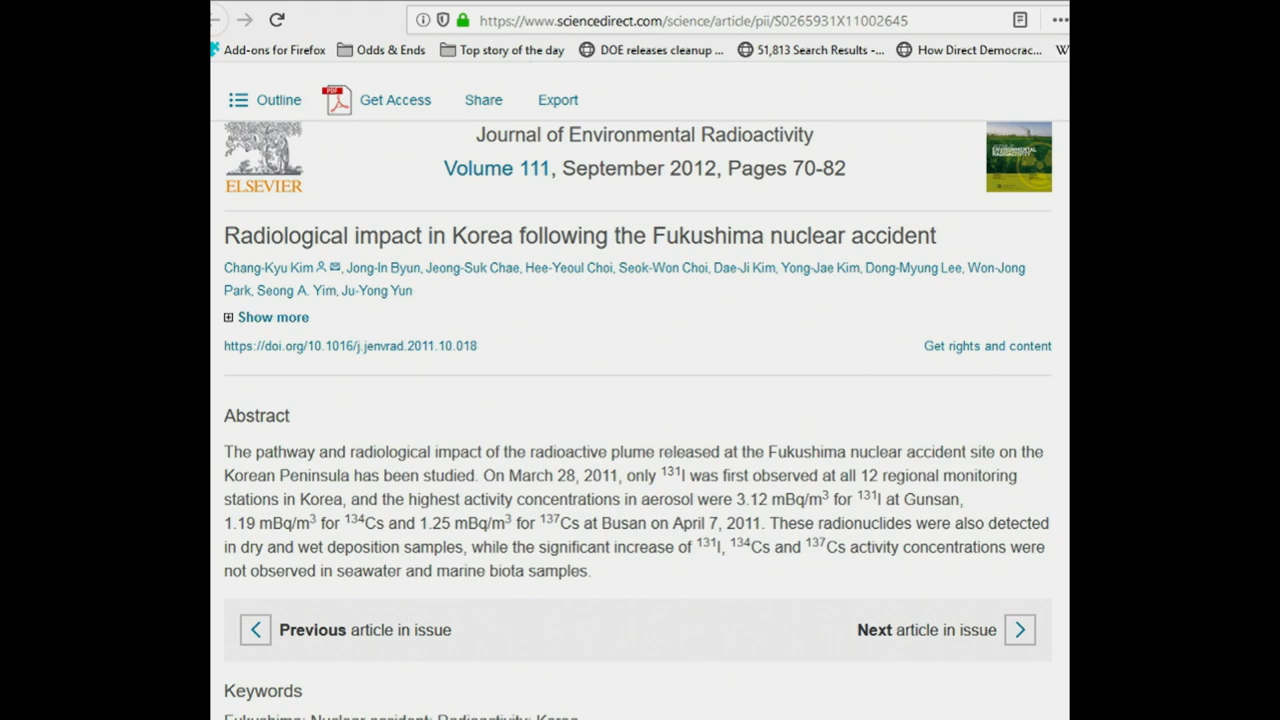 https://www.sciencedirect.com/science/article/pii/S0265931X11002645
Add-ons for Firefox Odds & Ends Top story of the day DOE releases cleanup ... 51,813 Search Results -... How Direct Democrac... W
Outline PDF Get Access Share Export
Journal of Environmental Radioactivity
Volume 111, September 2012, Pages 70-82
ELSEVIER
ENVIRONMENTAL
RADIOACTIVITY
Radiological impact in Korea following the Fukushima nuclear accident
Chang-Kyu Kim, Jong-In Byun, Jeong-Suk Chae, Hee-Yeoul Choi, Seok-Won Choi, Dae-Ji Kim, Yong-Jae Kim, Dong-Myung Lee, Won-Jong
Park, Seong A. Yim, Ju-Yong Yun
Show more
https://doi.org/10.1016/j.jenvrad.2011.10.018 Get rights and content
Abstract
The pathway and radiological impact of the radioactive plume released at the Fukushima nuclear accident site on the
Korean Peninsula has been studied. On March 28, 2011, only ¹³¹I was first observed at all 12 regional monitoring
stations in Korea, and the highest activity concentrations in aerosol were 3.12 mBq/m³ for ¹³¹I at Gunsan,
1.19 mBq/m³ for ¹³⁴Cs and 1.25 mBq/m³ for ¹³⁷Cs at Busan on April 7, 2011. These radionuclides were also detected
in dry and wet deposition samples, while the significant increase of ¹³¹I, ¹³⁴Cs and ¹³⁷Cs activity concentrations were
not observed in seawater and marine biota samples.
Previous article in issue Next article in issue
Keywords
Fukushima; Nuclear accident; Radioactivity; Korea